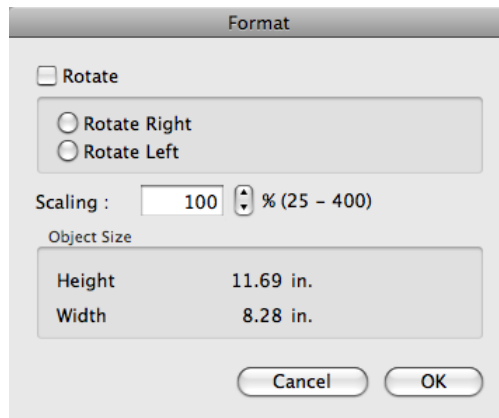 Format
Rotate
Rotate Right
Rotate Left
Scaling : 100 % (25 – 400)
Object Size
Height 11.69 in.
Width 8.28 in.
Cancel OK